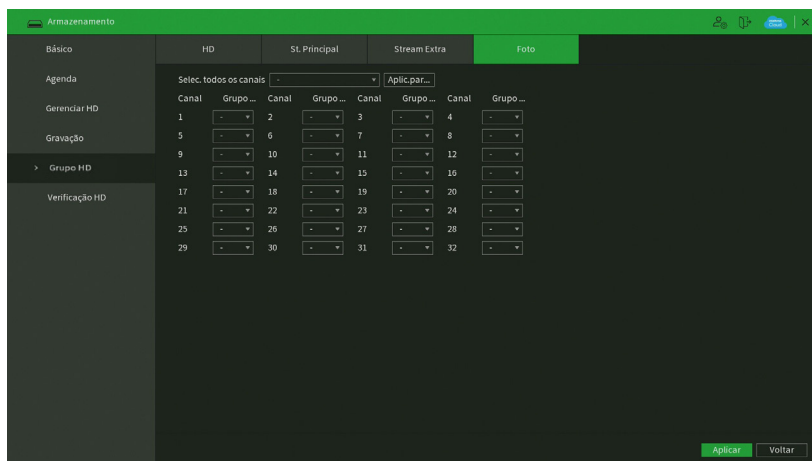 Armazenamento
Básico
HD St. Principal Stream Extra Foto
Agenda
Selec. todos os canais - Aplic.par...
Canal Grupo ... Canal Grupo ... Canal Grupo ... Canal Grupo ...
Gerenciar HD
1 - 2 - 3 - 4 -
Gravação
5 - 6 - 7 - 8 -
9 - 10 - 11 - 12 -
> Grupo HD
13 - 14 - 15 - 16 -
17 - 18 - 19 - 20 -
Verificação HD
21 - 22 - 23 - 24 -
25 - 26 - 27 - 28 -
29 - 30 - 31 - 32 -
Aplicar Voltar